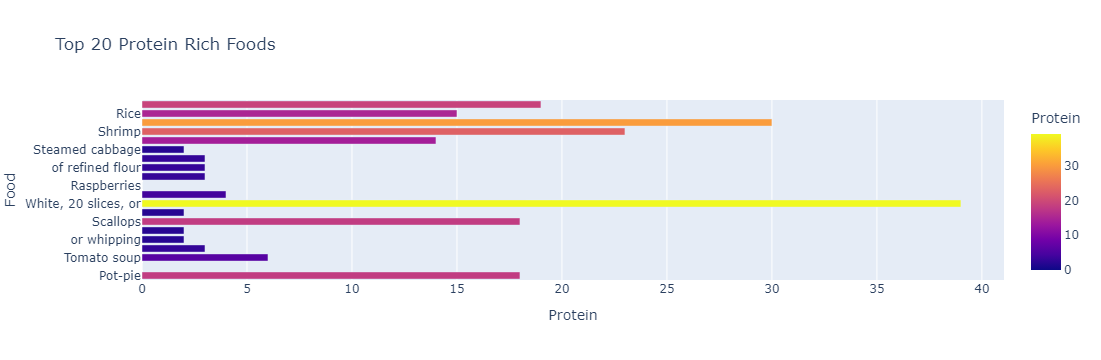 Top 20 Protein Rich Foods
Protein
30
20
10
0
Food
Rice
Shrimp
Steamed cabbage
of refined flour
Raspberries
White, 20 slices, or
Scallops
or whipping
Tomato soup
Pot-pie
0 5 10 15 20 25 30 35 40
Protein